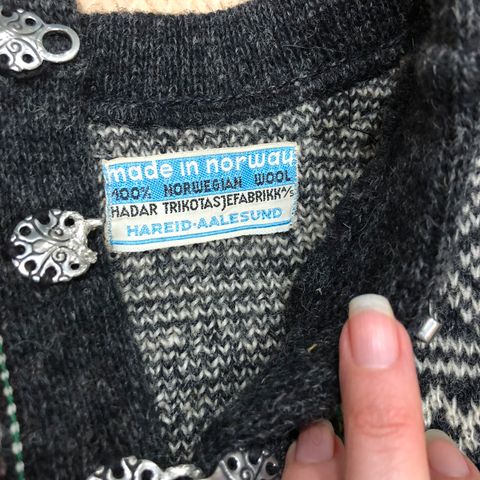 made in norway
100% NORWEGIAN WOOL
HADAR TRIKOTASJEFABRIKK A/S
HAREID-AALESUND